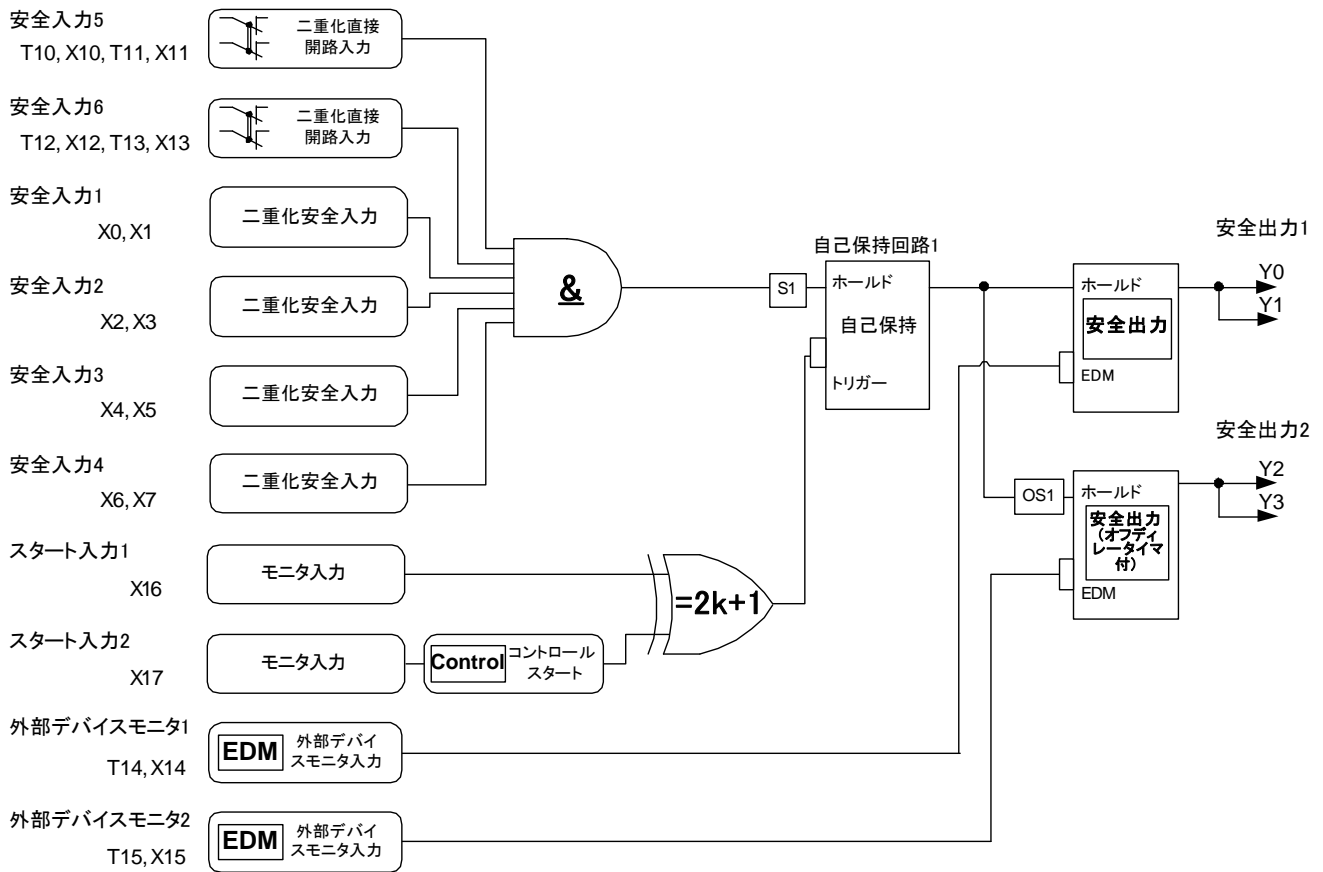 安全入力5
T10, X10, T11, X11
二重化直接
開路入力
安全入力6
T12, X12, T13, X13
二重化直接
開路入力
安全入力1
X0, X1
二重化安全入力
安全入力2
X2, X3
二重化安全入力
安全入力3
X4, X5
二重化安全入力
安全入力4
X6, X7
二重化安全入力
スタート入力1
X16
モニタ入力
スタート入力2
X17
モニタ入力
Control
コントロール
スタート
外部デバイスモニタ1
T14, X14
EDM
外部デバイ
スモニタ入力
外部デバイスモニタ2
T15, X15
EDM
外部デバイ
スモニタ入力
&
=2k+1
S1
自己保持回路1
ホールド
自己保持
トリガー
安全出力1
ホールド
安全出力
EDM
Y0
Y1
安全出力2
OS1
ホールド
安全出力
(オフディ
レータイマ
付)
EDM
Y2
Y3